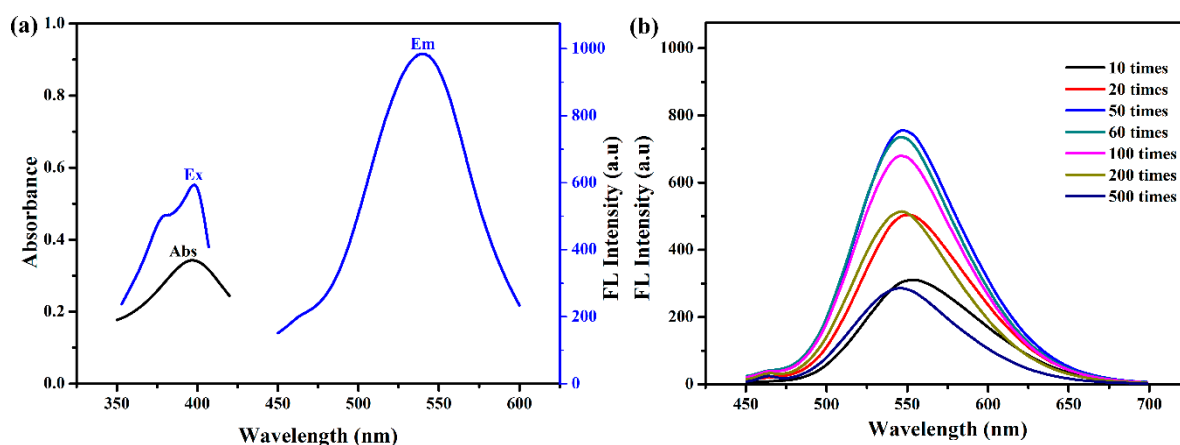 (a)
1.0
0.8
0.6
0.4
0.2
0.0
Absorbance
350 400 450 500 550 600
Wavelength (nm)
Ex
Abs
Em
1000
800
600
400
200
0
FL Intensity (a.u)
(b)
1000
800
600
400
200
0
FL Intensity (a.u)
450 500 550 600 650 700
Wavelength (nm)
10 times
20 times
50 times
60 times
100 times
200 times
500 times